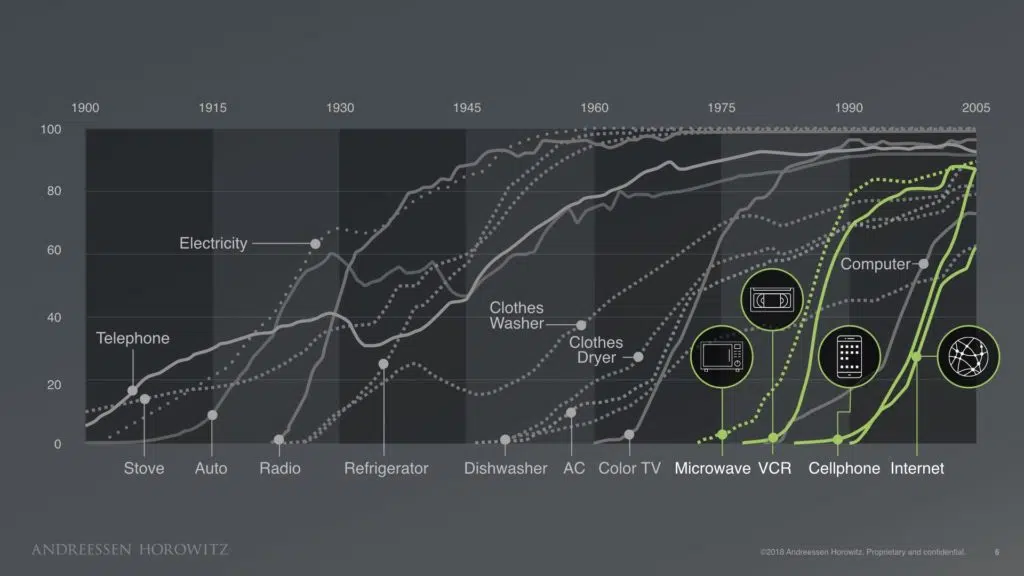 1900 1915 1930 1945 1960 1975 1990 2005
100
80
60
40
20
0
Electricity
Telephone
Clothes
Washer
Clothes
Dryer
Computer
Stove Auto Radio Refrigerator Dishwasher AC Color TV Microwave VCR Cellphone Internet
ANDREESSEN HOROWITZ
©2018 Andreessen Horowitz. Proprietary and confidential. 6